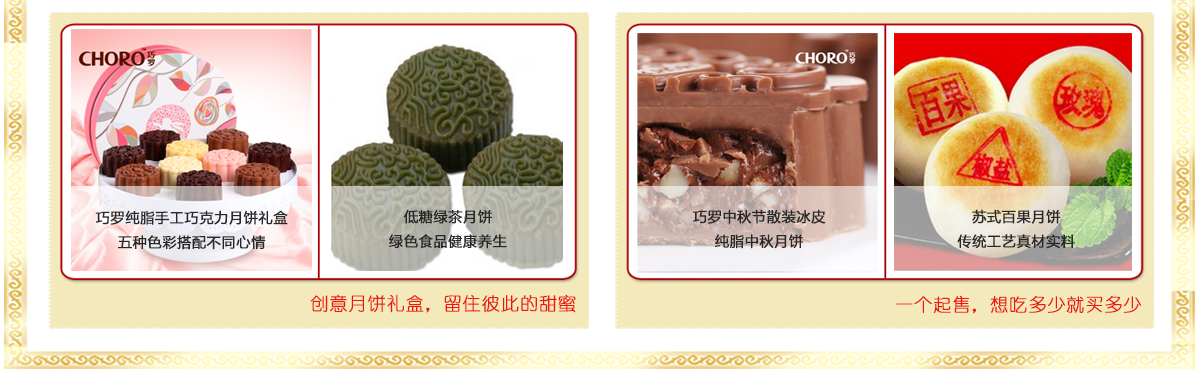 CHORO™巧罗
巧罗纯脂手工巧克力月饼礼盒
五种色彩搭配不同心情
低糖绿茶月饼
绿色食品健康养生
创意月饼礼盒，留住彼此的甜蜜
CHORO™巧罗
巧罗中秋节散装冰皮
纯脂中秋月饼
百果
玫瑰
椒盐
苏式百果月饼
传统工艺真材实料
一个起售，想吃多少就买多少